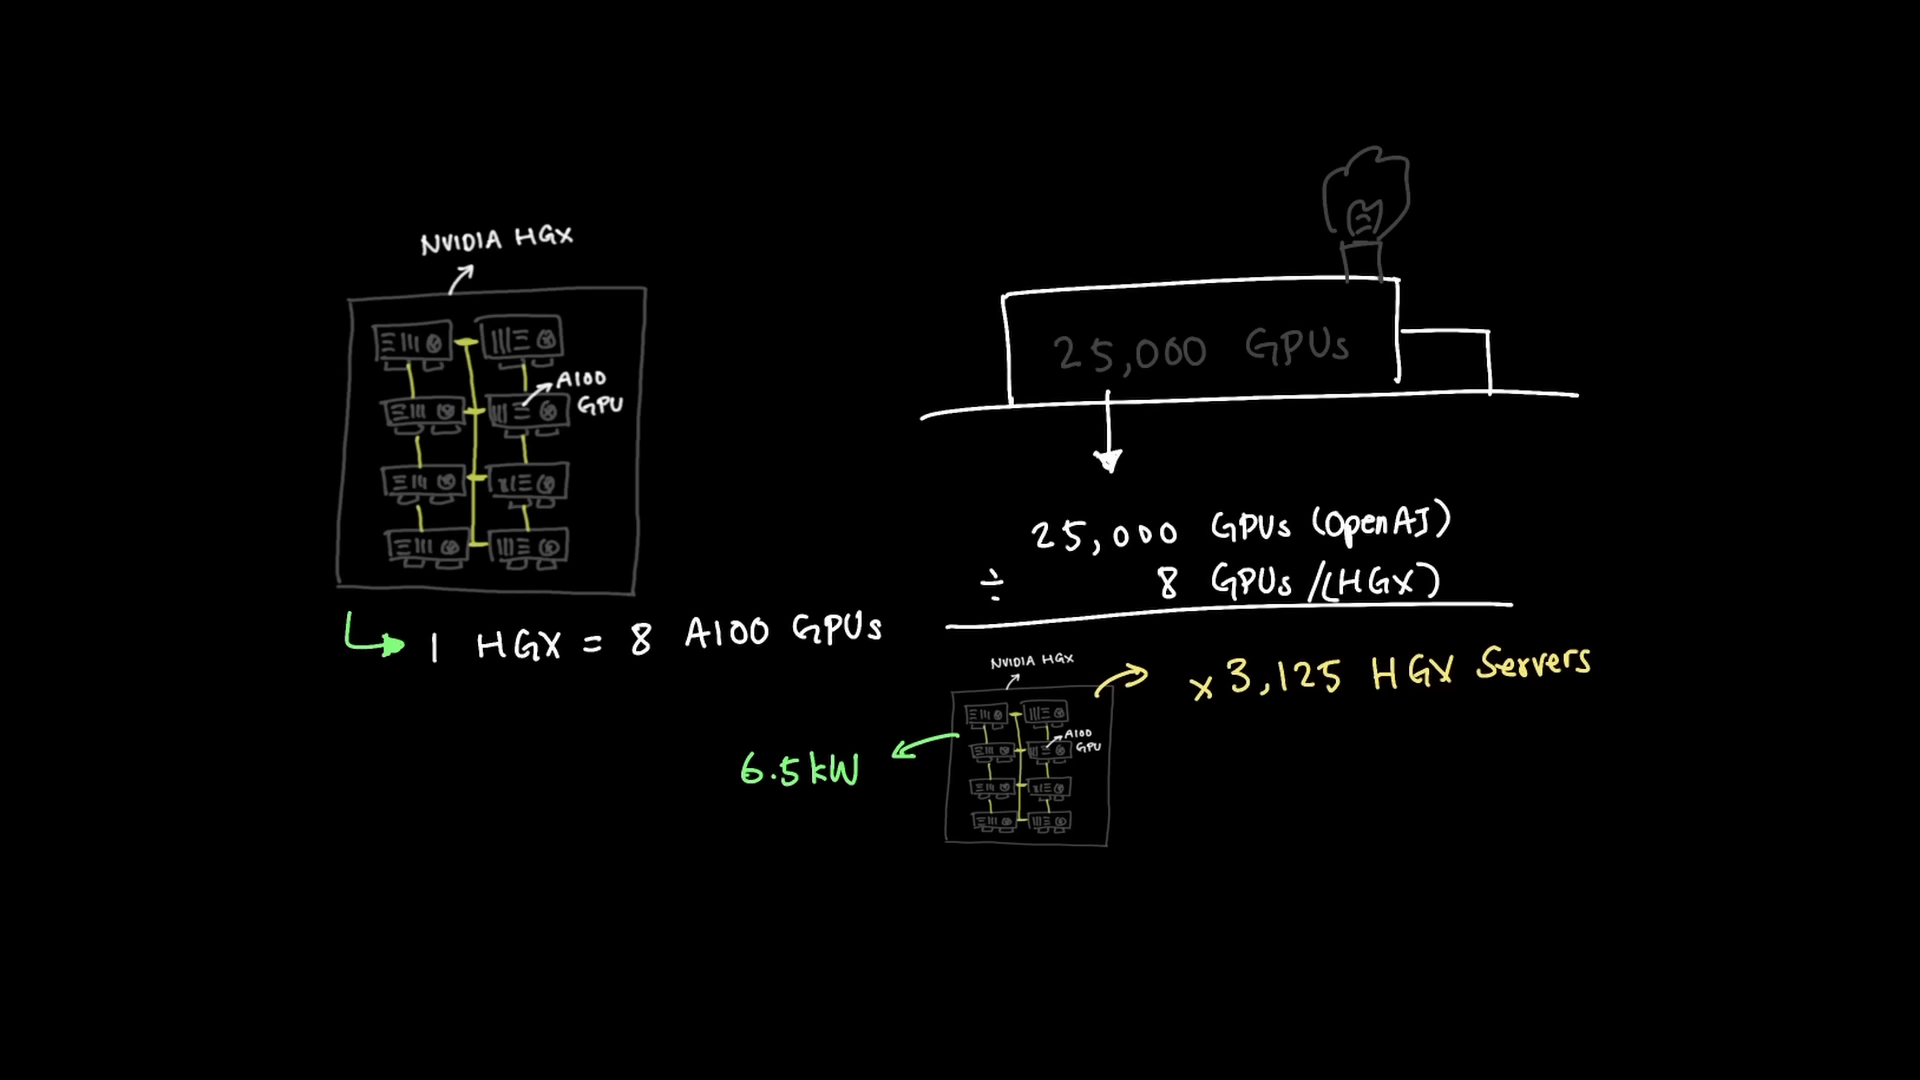 NVIDIA HGX
A100
GPU
1 HGX = 8 A100 GPUs
25,000 GPUs
25,000 GPUs (OpenAI)
÷ 8 GPUs /(HGX)
NVIDIA HGX
x 3,125 HGX Servers
A100
GPU
6.5kW